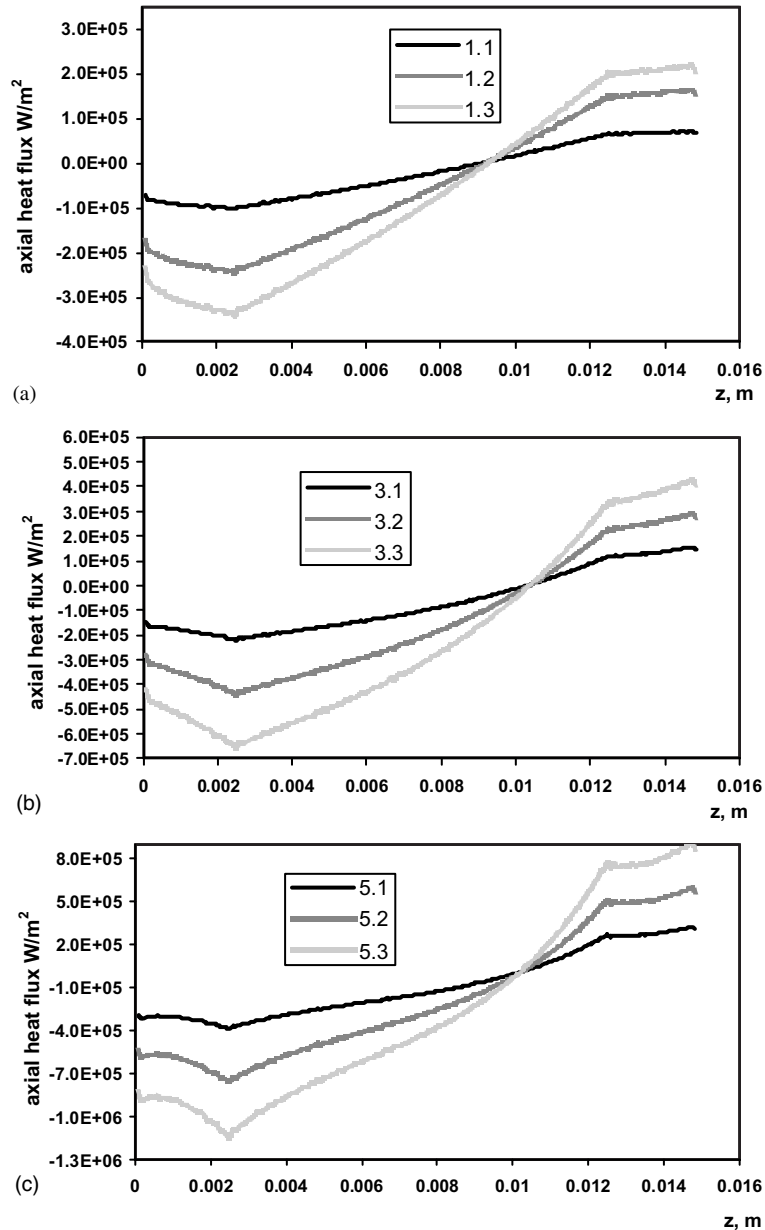 3.0E+05
2.0E+05
1.0E+05
0.0E+00
-1.0E+05
-2.0E+05
-3.0E+05
-4.0E+05
axial heat flux W/m²
1.1
1.2
1.3
0 0.002 0.004 0.006 0.008 0.01 0.012 0.014 0.016
z, m
(a)
6.0E+05
5.0E+05
4.0E+05
3.0E+05
2.0E+05
1.0E+05
0.0E+00
-1.0E+05
-2.0E+05
-3.0E+05
-4.0E+05
-5.0E+05
-6.0E+05
-7.0E+05
axial heat flux W/m²
3.1
3.2
3.3
0 0.002 0.004 0.006 0.008 0.01 0.012 0.014 0.016
z, m
(b)
8.0E+05
5.0E+05
2.0E+05
-1.0E+05
-4.0E+05
-7.0E+05
-1.0E+06
-1.3E+06
axial heat flux W/m²
5.1
5.2
5.3
0 0.002 0.004 0.006 0.008 0.01 0.012 0.014 0.016
(c)
z, m